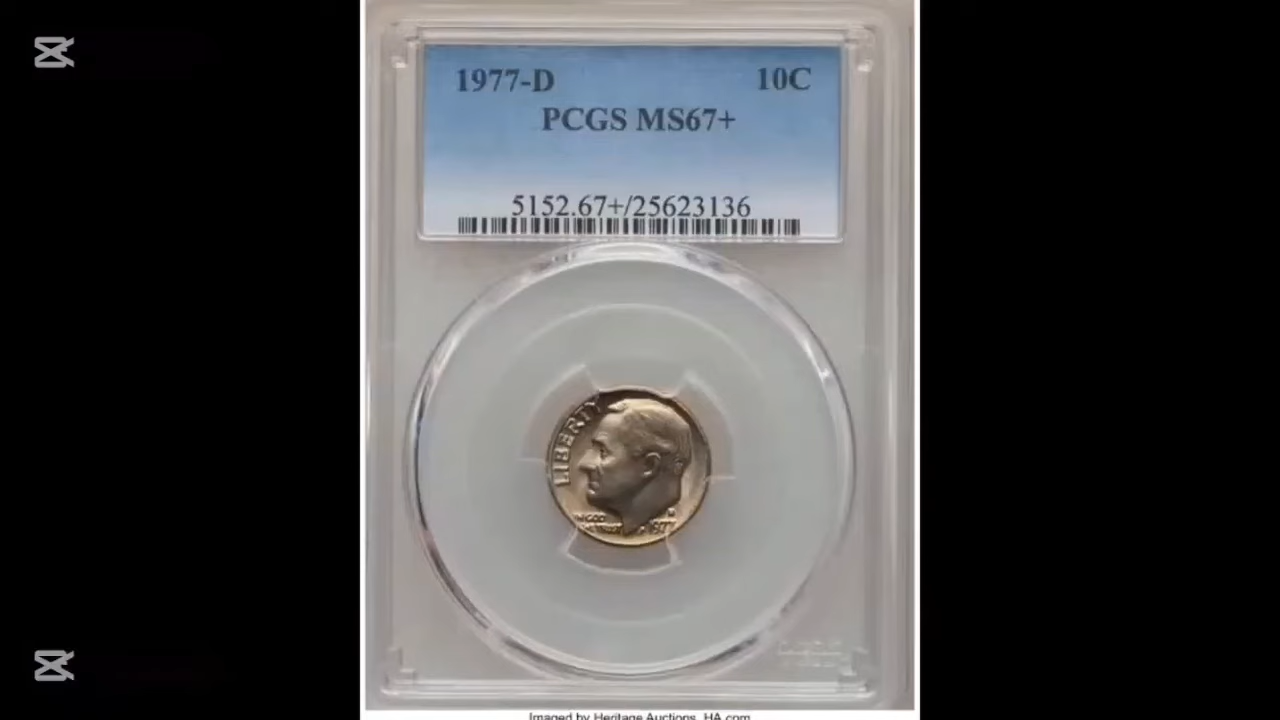 1977-D 10C
PCGS MS67+
5152.67+/25623136
LIBERTY
IN GOD
WE TRUST
D
1977
Imaged by Heritage Auctions, HA.com